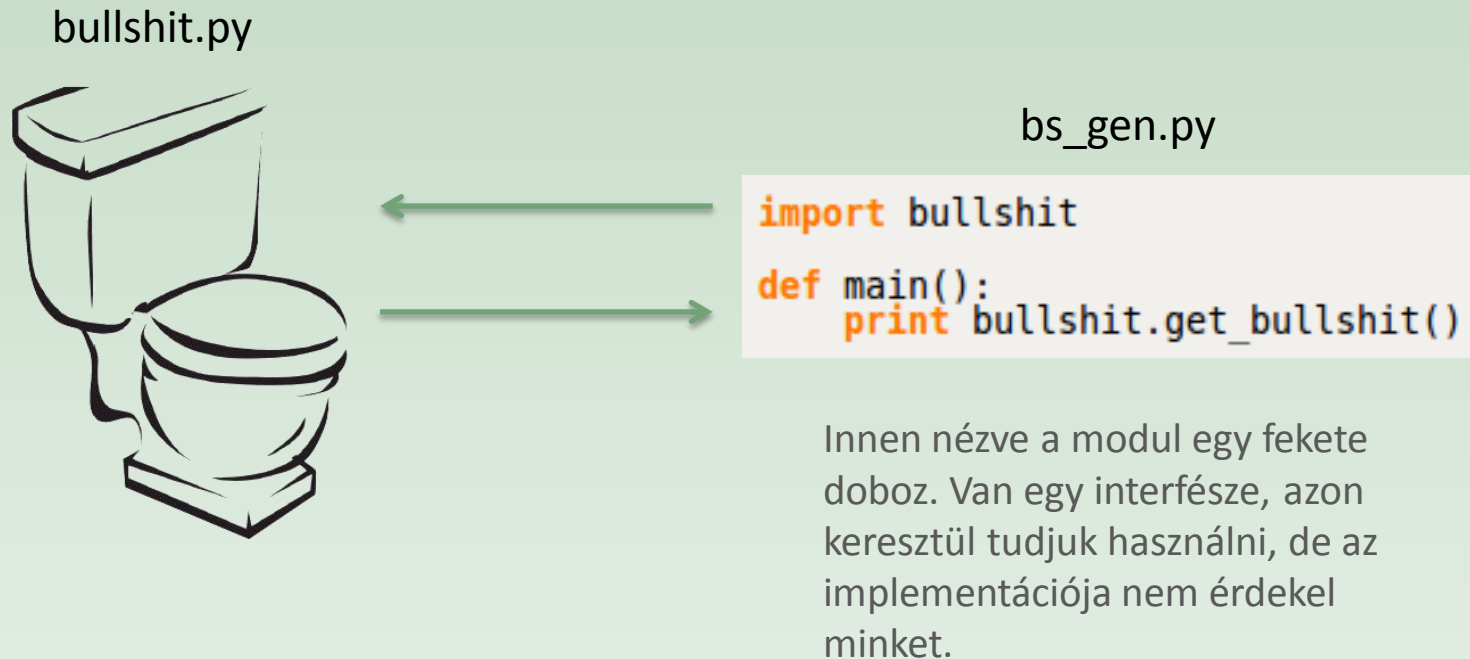 bullshit.py
bs_gen.py
import bullshit
def main():
    print bullshit.get_bullshit()
Innen nézve a modul egy fekete
doboz. Van egy interfésze, azon
keresztül tudjuk használni, de az
implementációja nem érdekel
minket.